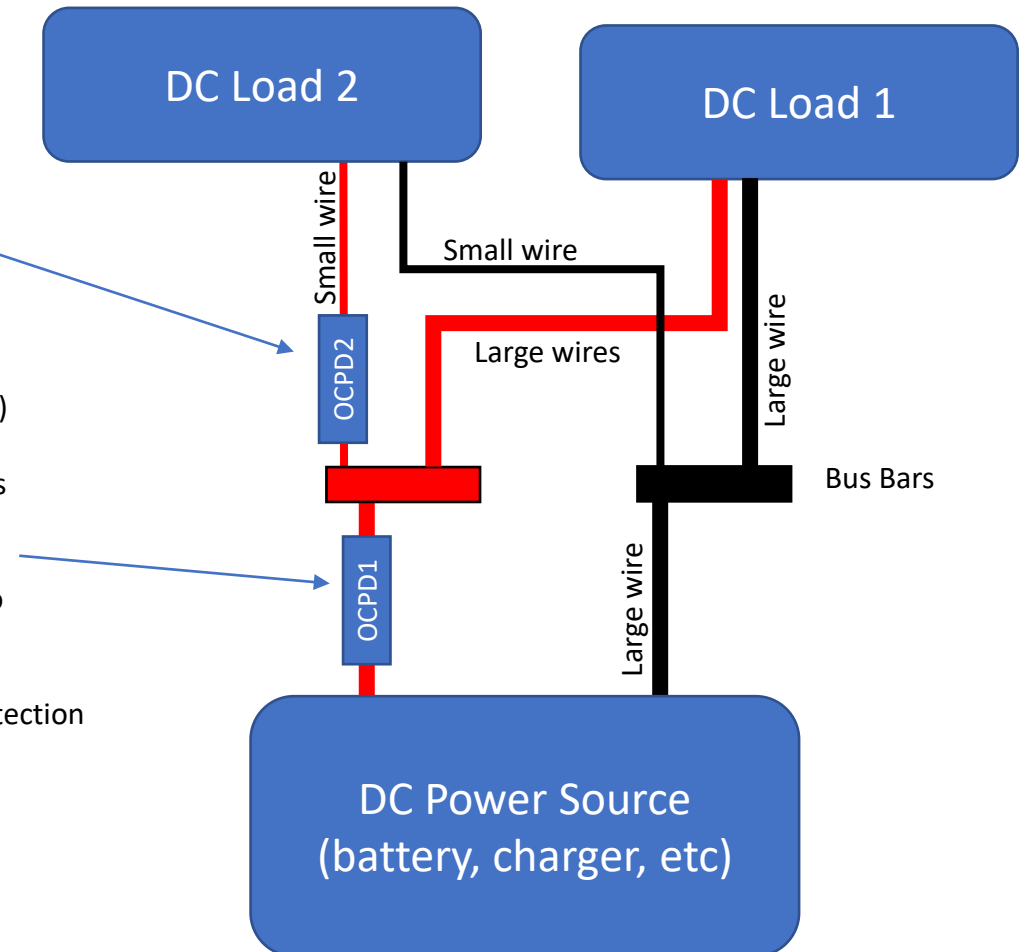 DC Load 2
DC Load 1
Small wire
Small wire
Large wires
Large wire
OCPD2
)
s
Bus Bars
OCPD1
Large wire
tection
DC Power Source
(battery, charger, etc)